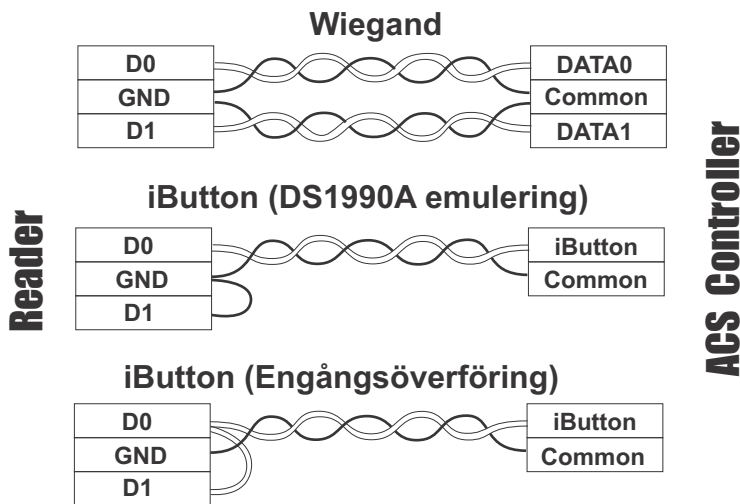 Wiegand
D0
GND
D1
DATA0
Common
DATA1
iButton (DS1990A emulering)
D0
GND
D1
iButton
Common
iButton (Engångsöverföring)
D0
GND
D1
iButton
Common
Reader
ACS Controller